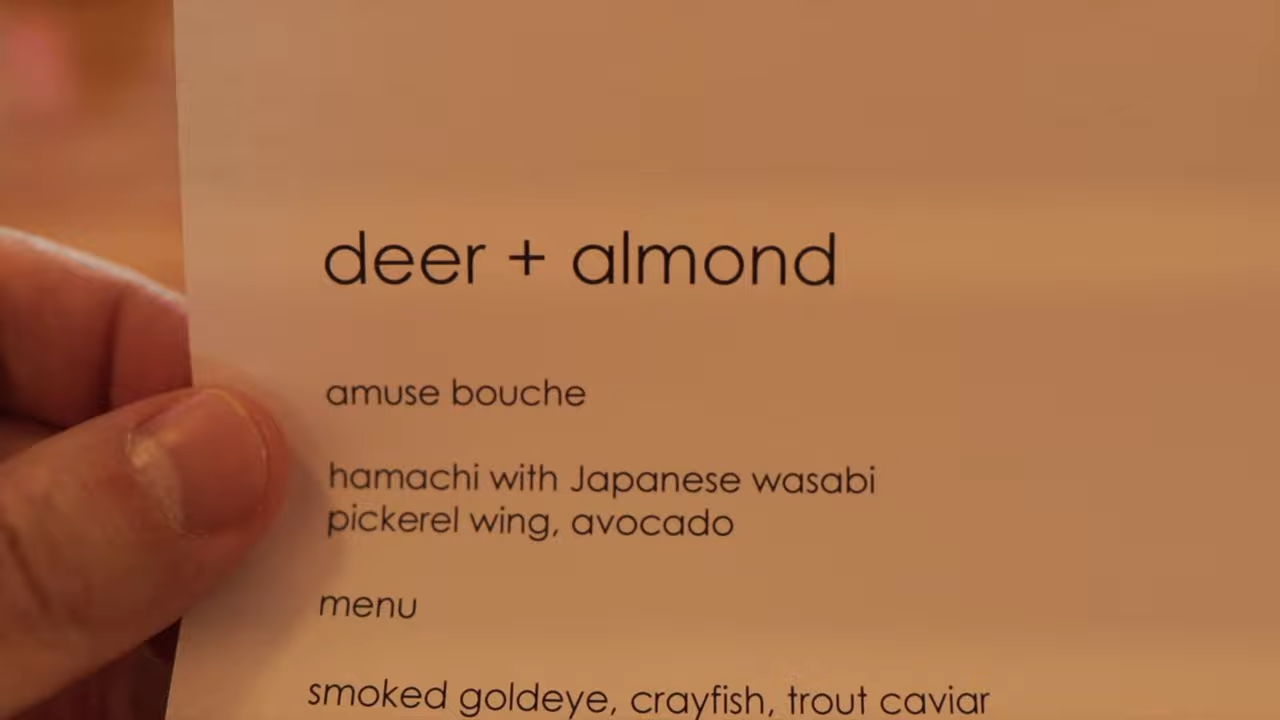 deer + almond
amuse bouche
hamachi with Japanese wasabi
pickerel wing, avocado
menu
smoked goldeye, crayfish, trout caviar